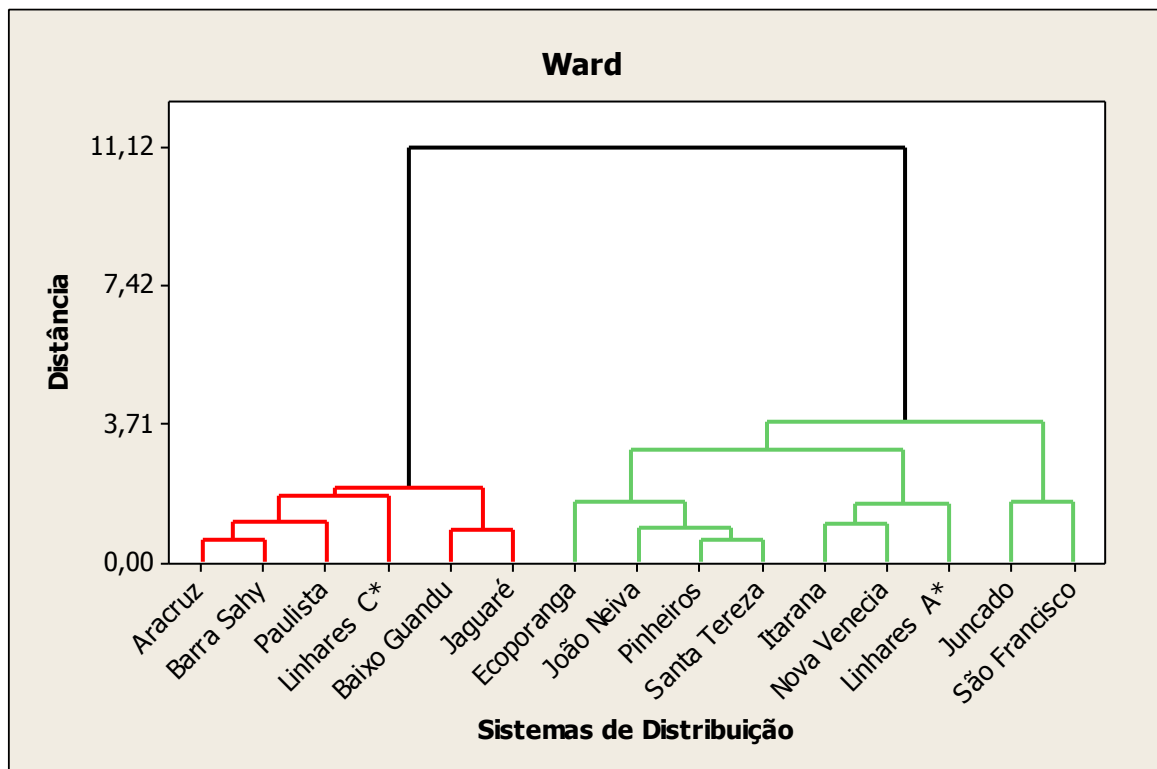 Ward
11,12
7,42
3,71
0,00
Distância
Aracruz
Barra Sahy
Paulista
Linhares C*
Baixo Guandu
Jaguaré
Ecoporanga
João Neiva
Pinheiros
Santa Tereza
Itarana
Nova Venecia
Linhares A*
Juncado
São Francisco
Sistemas de Distribuição